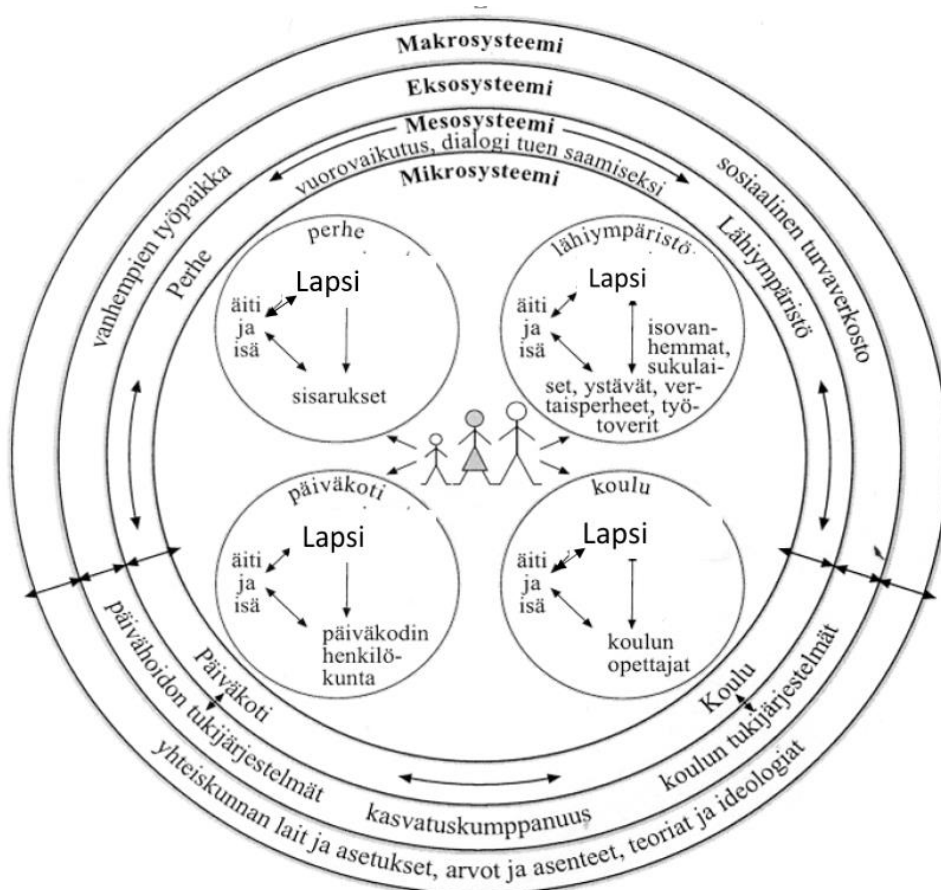 Makrosysteemi
Eksosysteemi
Mesosysteemi
vuorovaikutus, dialogi tuen saamiseksi
Mikrosysteemi
vanhempien työpaikka
sosiaalinen turvaverkosto
Perhe
Lähiympäristö
perhe
Lapsi
äiti
ja
isä
sisarukset
lähiympäristö
Lapsi
äiti
ja
isä
isovan-
hemmat,
sukulai-
set, ystävät, ver-
taisperheet, työ-
toverit
päiväkoti
Lapsi
äiti
ja
isä
päiväkodin
henkilö-
kunta
koulu
Lapsi
äiti
ja
isä
koulun
opettajat
Päiväkoti
Koulu
päivähoidon tukijärjestelmät
kasvatuskumppanuus
koulun tukijärjestelmät
yhteiskunnan lait ja asetukset, arvot ja asenteet, teoriat ja ideologiat